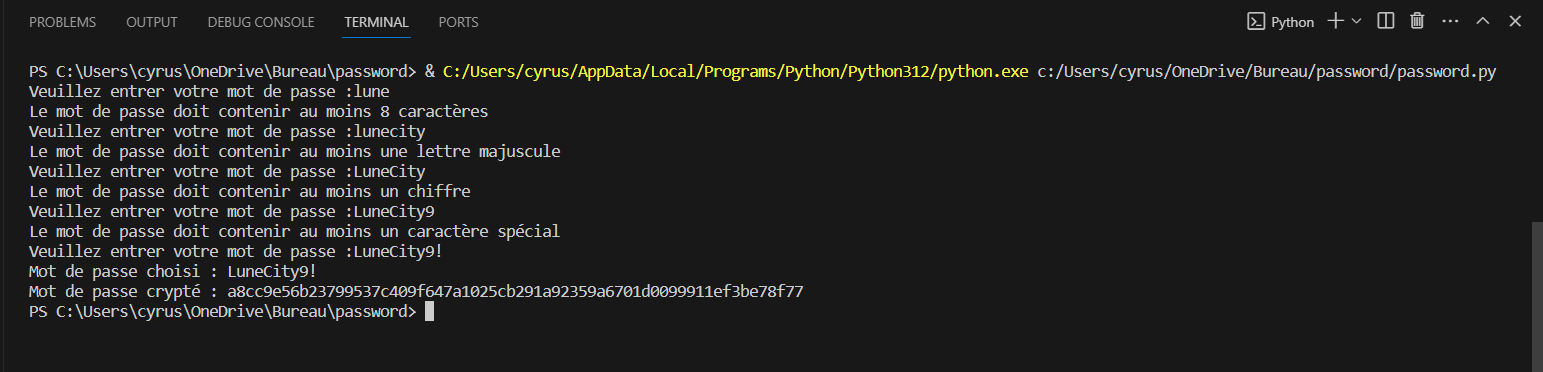 PROBLEMS OUTPUT DEBUG CONSOLE TERMINAL PORTS Python
PS C:\Users\cyrus\OneDrive\Bureau\password> & C:/Users/cyrus/AppData/Local/Programs/Python/Python312/python.exe c:/Users/cyrus/OneDrive/Bureau/password/password.py
Veuillez entrer votre mot de passe :lune
Le mot de passe doit contenir au moins 8 caractères
Veuillez entrer votre mot de passe :lunecity
Le mot de passe doit contenir au moins une lettre majuscule
Veuillez entrer votre mot de passe :LuneCity
Le mot de passe doit contenir au moins un chiffre
Veuillez entrer votre mot de passe :LuneCity9
Le mot de passe doit contenir au moins un caractère spécial
Veuillez entrer votre mot de passe :LuneCity9!
Mot de passe choisi : LuneCity9!
Mot de passe crypté : a8cc9e56b23799537c409f647a1025cb291a92359a6701d0099911ef3be78f77
PS C:\Users\cyrus\OneDrive\Bureau\password>